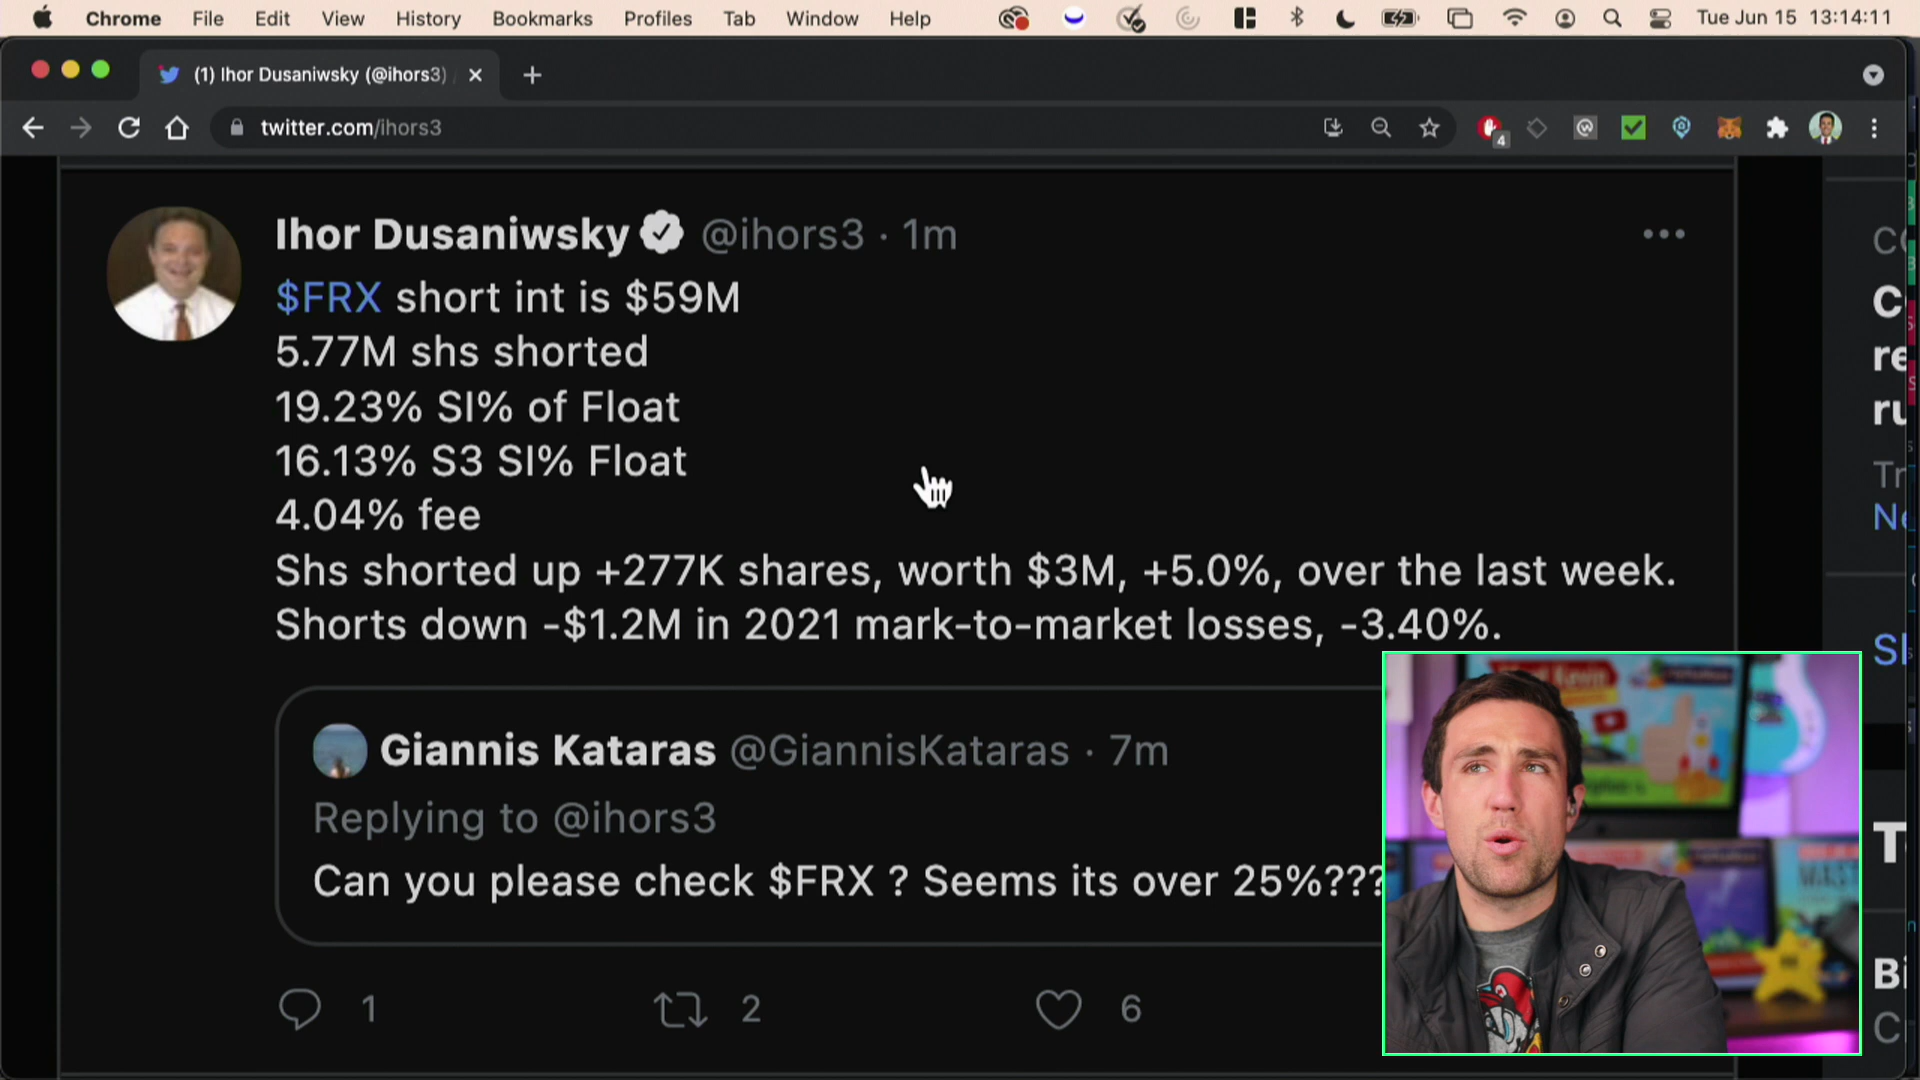 Chrome File Edit View History Bookmarks Profiles Tab Window Help Tue Jun 15 13:14:11
(1) Ihor Dusaniwsky (@ihors3)
twitter.com/ihors3
4
Ihor Dusaniwsky @ihors3 · 1m
$FRX short int is $59M
5.77M shs shorted
19.23% SI% of Float
16.13% S3 SI% Float
4.04% fee
Shs shorted up +277K shares, worth $3M, +5.0%, over the last week.
Shorts down -$1.2M in 2021 mark-to-market losses, -3.40%.
Giannis Kataras @GiannisKataras · 7m
Replying to @ihors3
Can you please check $FRX ? Seems its over 25%???
1 2 6